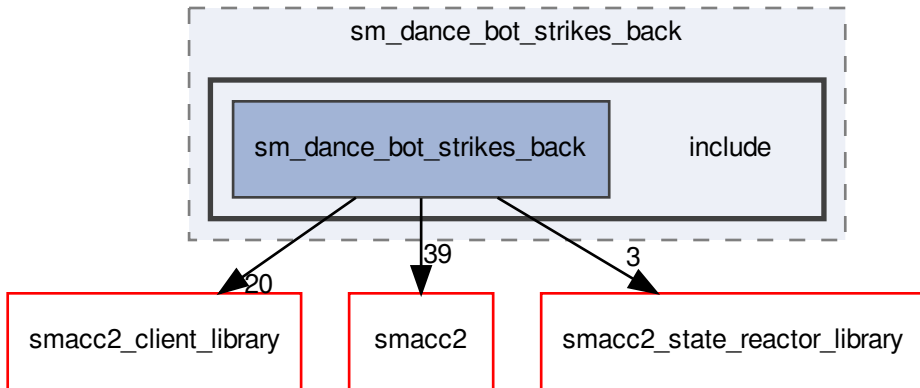 sm_dance_bot_strikes_back
sm_dance_bot_strikes_back
include
20
39
3
smacc2_client_library
smacc2
smacc2_state_reactor_library